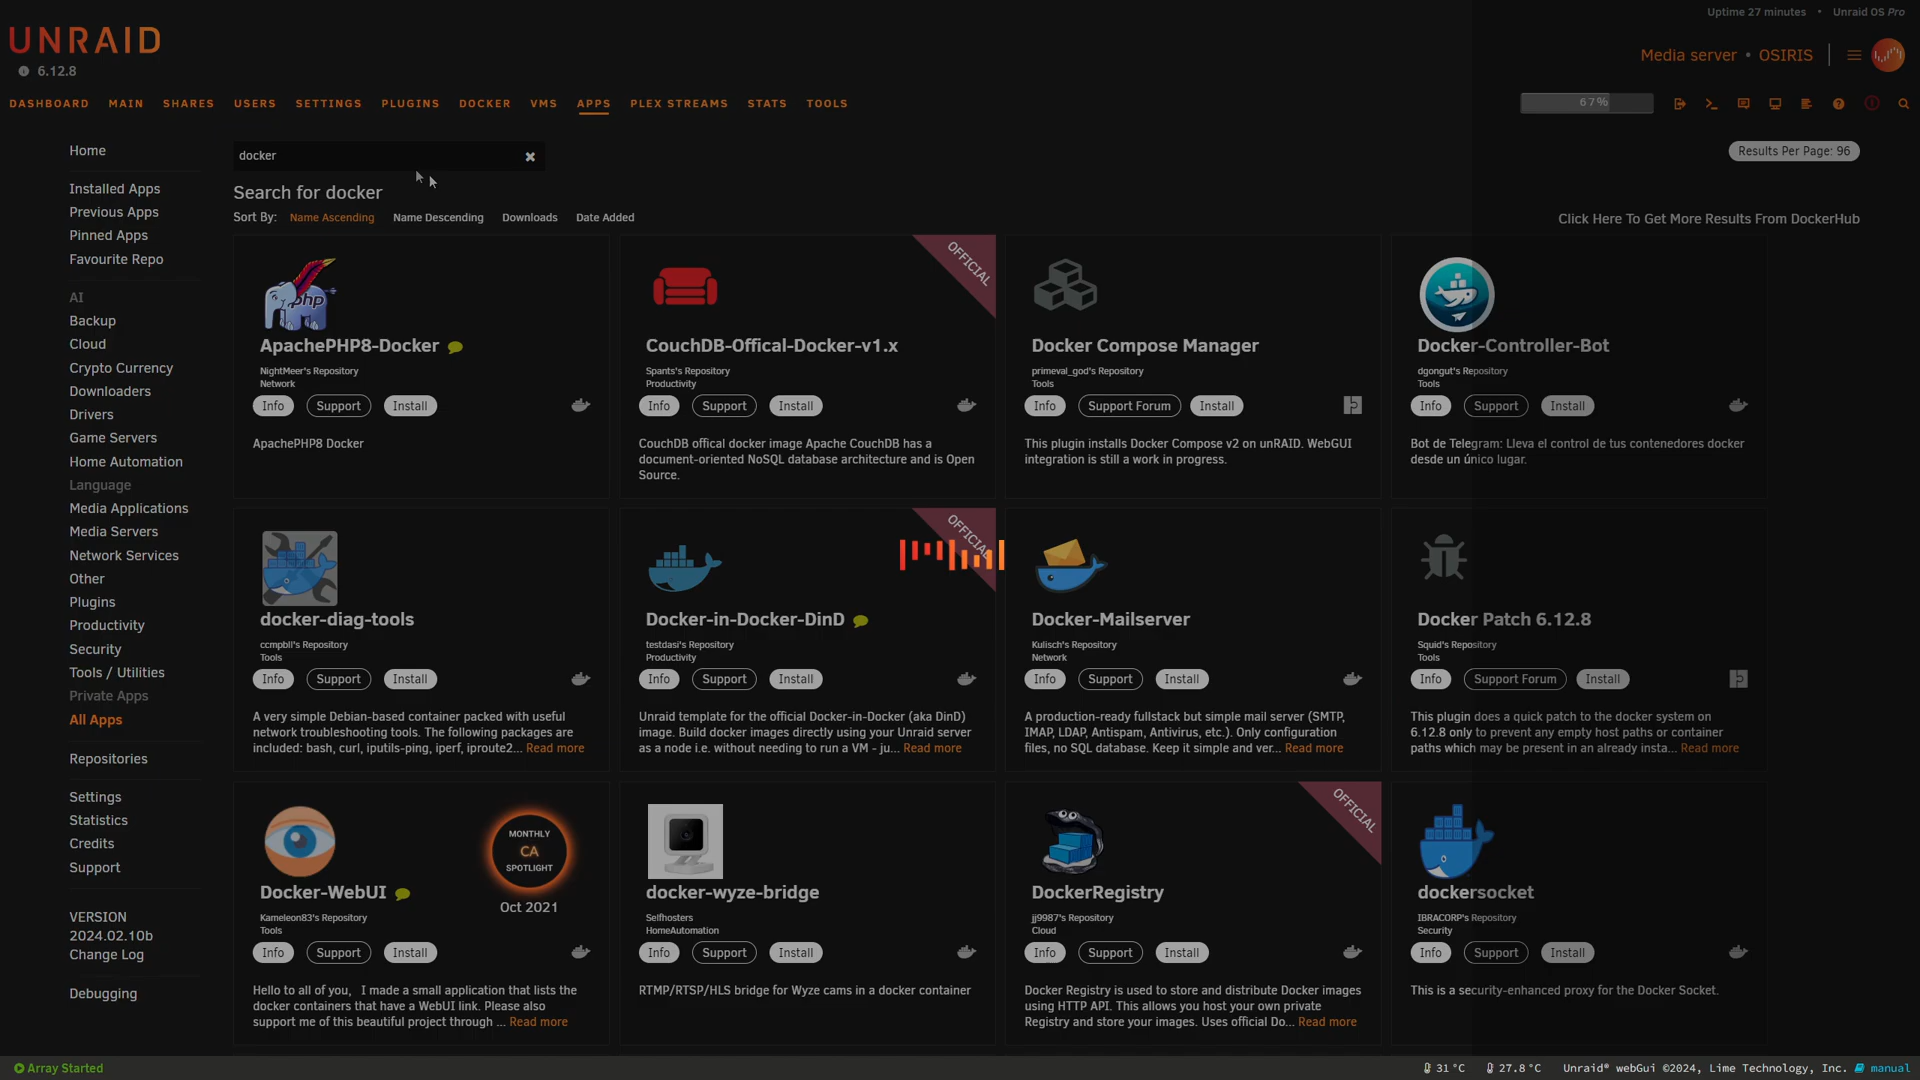 Uptime 27 minutes • Unraid OS Pro
UNRAID
6.12.8
Media server • OSIRIS
DASHBOARD MAIN SHARES USERS SETTINGS PLUGINS DOCKER VMS APPS PLEX STREAMS STATS TOOLS
67%
Home
Installed Apps
Previous Apps
Pinned Apps
Favourite Repo
AI
Backup
Cloud
Crypto Currency
Downloaders
Drivers
Game Servers
Home Automation
Language
Media Applications
Media Servers
Network Services
Other
Plugins
Productivity
Security
Tools / Utilities
Private Apps
All Apps
Repositories
Settings
Statistics
Credits
Support
VERSION
2024.02.10b
Change Log
Debugging
docker
Results Per Page: 96
Search for docker
Sort By: Name Ascending Name Descending Downloads Date Added
Click Here To Get More Results From DockerHub
php
ApachePHP8-Docker
NightMeer's Repository
Network
Info Support Install
ApachePHP8 Docker
OFFICIAL
CouchDB-Offical-Docker-v1.x
Spants's Repository
Productivity
Info Support Install
CouchDB offical docker image Apache CouchDB has a
document-oriented NoSQL database architecture and is Open
Source.
Docker Compose Manager
primeval_god's Repository
Tools
Info Support Forum Install
This plugin installs Docker Compose v2 on unRAID. WebGUI
integration is still a work in progress.
Docker-Controller-Bot
dgongut's Repository
Tools
Info Support Install
Bot de Telegram: Lleva el control de tus contenedores docker
desde un único lugar.
docker-diag-tools
ccmpbll's Repository
Tools
Info Support Install
A very simple Debian-based container packed with useful
network troubleshooting tools. The following packages are
included: bash, curl, iputils-ping, iperf, iproute2... Read more
OFFICIAL
Docker-in-Docker-DinD
testdasi's Repository
Productivity
Info Support Install
Unraid template for the official Docker-in-Docker (aka DinD)
image. Build docker images directly using your Unraid server
as a node i.e. without needing to run a VM - ju... Read more
Docker-Mailserver
Kulisch's Repository
Network
Info Support Install
A production-ready fullstack but simple mail server (SMTP,
IMAP, LDAP, Antispam, Antivirus, etc.). Only configuration
files, no SQL database. Keep it simple and ver... Read more
Docker Patch 6.12.8
Squid's Repository
Tools
Info Support Forum Install
This plugin does a quick patch to the docker system on
6.12.8 only to prevent any empty host paths or container
paths which may be present in an already insta... Read more
MONTHLY
CA
SPOTLIGHT
Oct 2021
Docker-WebUI
Kameleon83's Repository
Tools
Info Support Install
Hello to all of you, I made a small application that lists the
docker containers that have a WebUI link. Please also
support me of this beautiful project through ... Read more
docker-wyze-bridge
Selfhosters
HomeAutomation
Info Support Install
RTMP/RTSP/HLS bridge for Wyze cams in a docker container
OFFICIAL
DockerRegistry
jj9987's Repository
Cloud
Info Support Install
Docker Registry is used to store and distribute Docker images
using HTTP API. This allows you host your own private
Registry and store your images. Uses official Do... Read more
dockersocket
IBRACORP's Repository
Security
Info Support Install
This is a security-enhanced proxy for the Docker Socket.
Array Started
31 °C 27.8 °C Unraid® webGui ©2024, Lime Technology, Inc. manual